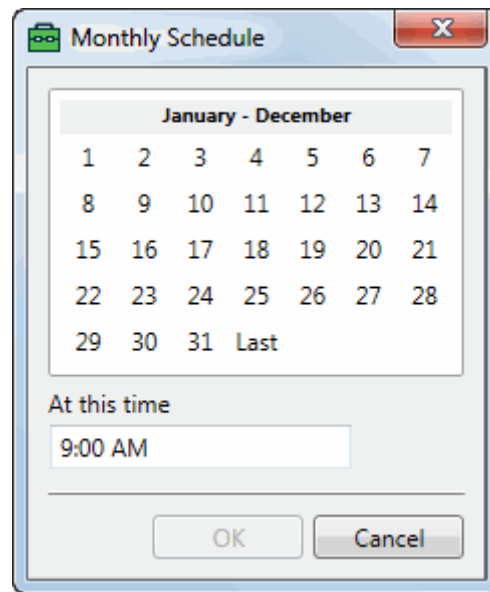 Monthly Schedule
January - December
1 2 3 4 5 6 7
8 9 10 11 12 13 14
15 16 17 18 19 20 21
22 23 24 25 26 27 28
29 30 31 Last
At this time
9:00 AM
OK Cancel